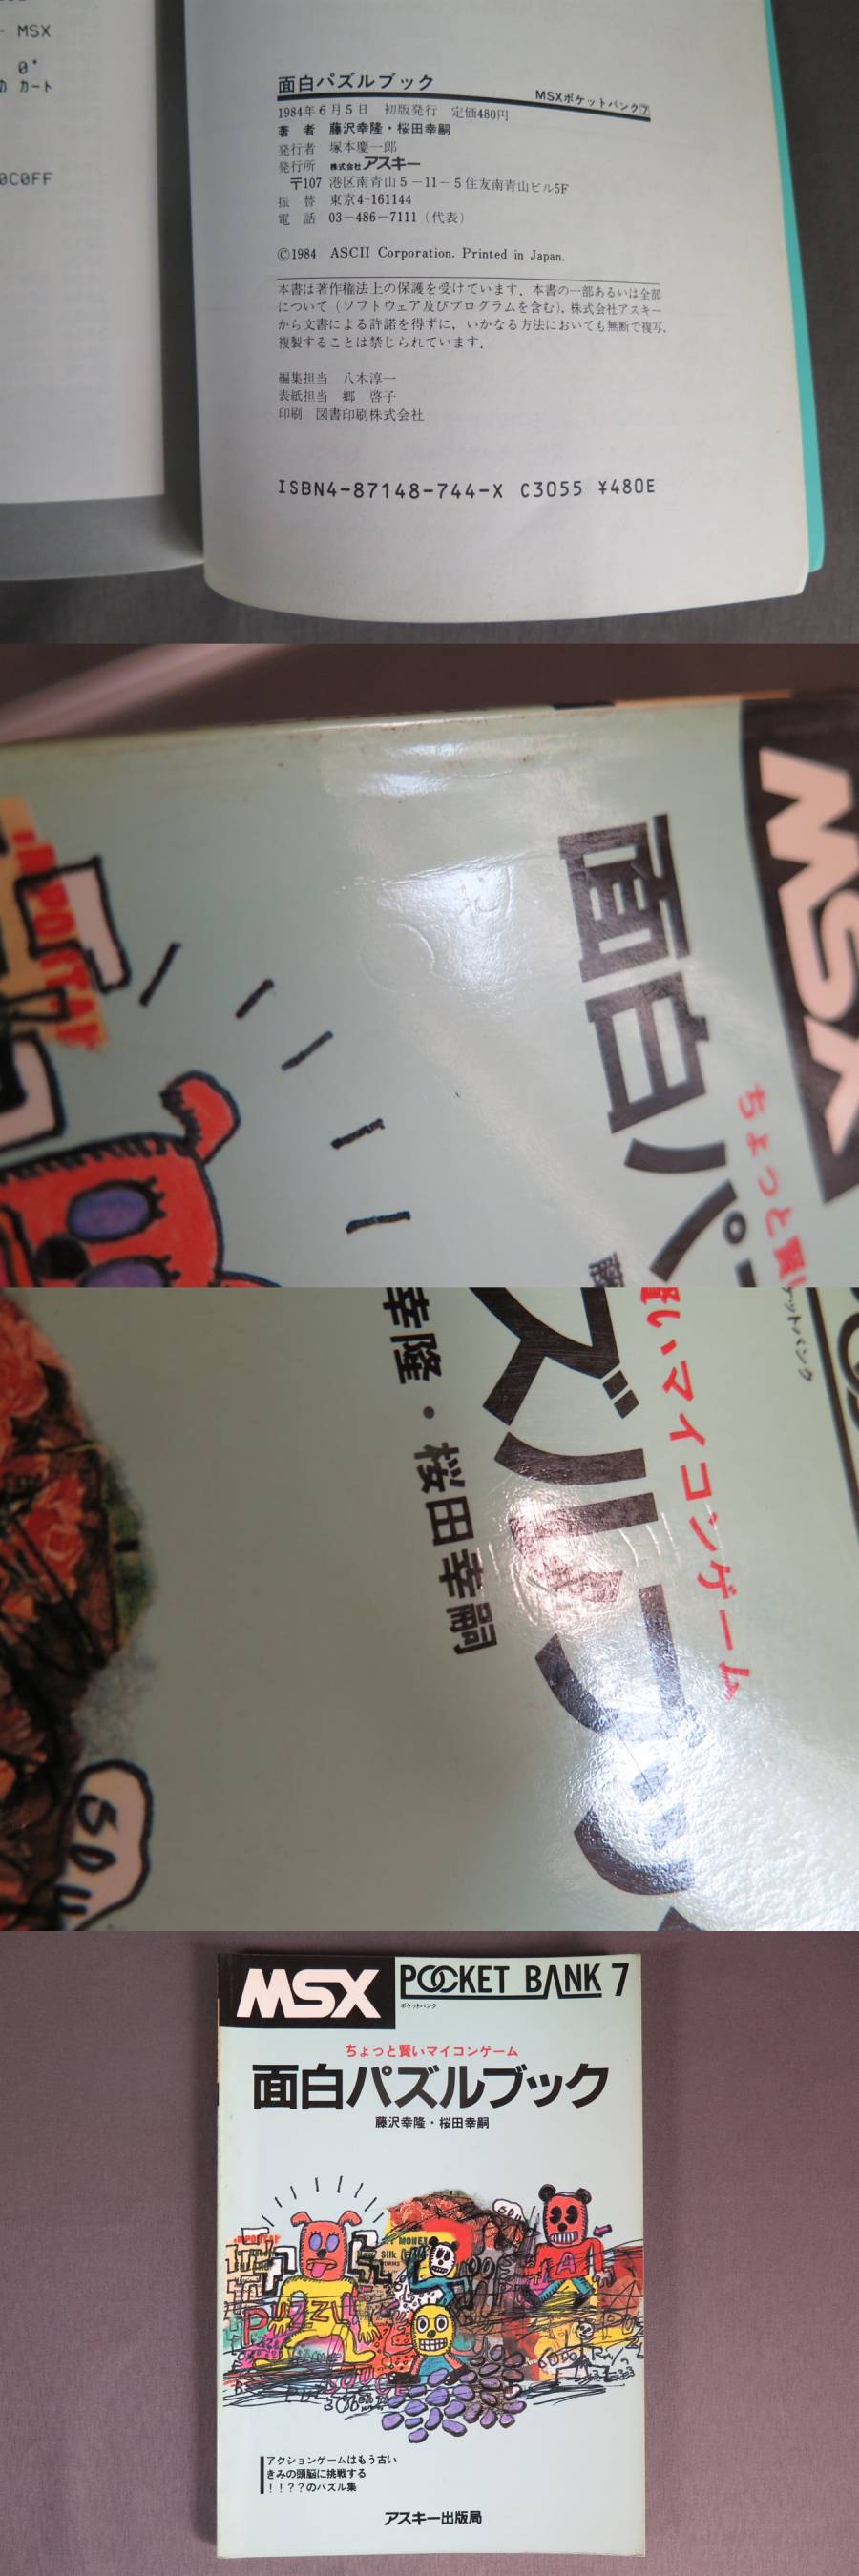 MSX
0°
カート
0C0FF
面白パズルブック
MSXポケットバンク7
1984年6月5日 初版発行 定価480円
著 者 藤沢幸隆・桜田幸嗣
発行者 塚本慶一郎
発行所 株式会社アスキー
〒107 港区南青山5-11-5住友南青山ビル5F
振 替 東京4-161144
電 話 03-486-7111(代表)
©1984 ASCII Corporation. Printed in Japan.
本書は著作権法上の保護を受けています．本書の一部あるいは全部
について（ソフトウェア及びプログラムを含む），株式会社アスキー
から文書による許諾を得ずに，いかなる方法においても無断で複写，
複製することは禁じられています．
編集担当 八木淳一
表紙担当 郷 啓子
印刷 図書印刷株式会社
ISBN4-87148-744-X C3055 ¥480E
MSX
ちょっと賢い
面白パズ
藤
ケットバンク
賢いマイコンゲーム
ズルブッ
幸隆・桜田幸嗣
MSX
POCKET BANK 7
ポケットバンク
ちょっと賢いマイコンゲーム
面白パズルブック
藤沢幸隆・桜田幸嗣
MONEY
Silk
PUZZL
アクションゲームはもう古い
きみの頭脳に挑戦する
！！？？のパズル集
アスキー出版局